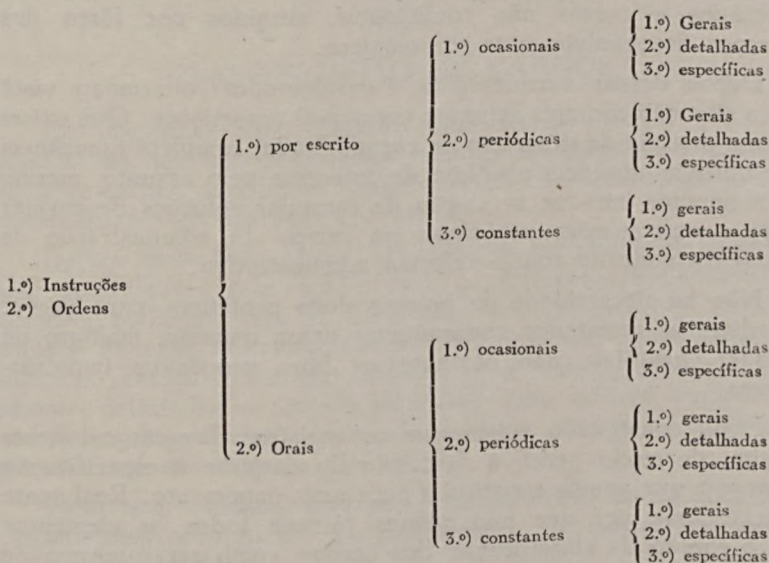 1.º) Gerais
1.º) ocasionais 2.º) detalhadas
3.º) específicas
1.º) Gerais
1.º) por escrito 2.º) periódicas 2.º) detalhadas
3.º) específicas
1.º) gerais
3.º) constantes 2.º) detalhadas
3.º) específicas
1.º) Instruções
2.º) Ordens
1.º) gerais
1.º) ocasionais 2.º) detalhadas
3.º) específicas
1.º) gerais
2.º) Orais 2.º) periódicas 2.º) detalhadas
3.º) específicas
1.º) gerais
3.º) constantes 2.º) detalhadas
3.º) específicas